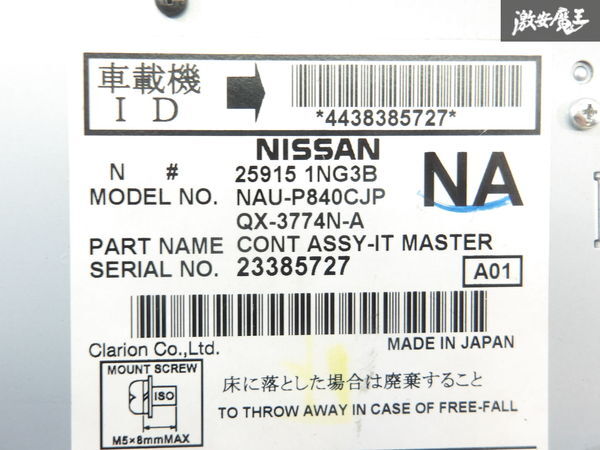 激安魔王
車載機
I D
*4438385727*
NISSAN
N # 25915 1NG3B
MODEL NO. NAU-P840CJP
NA
QX-3774N-A
PART NAME CONT ASSY-IT MASTER
SERIAL NO. 23385727
A01
Clarion Co.,Ltd.
MADE IN JAPAN
MOUNT SCREW
ISO
M5×8mmMAX
床に落とした場合は廃棄すること
TO THROW AWAY IN CASE OF FREE-FALL